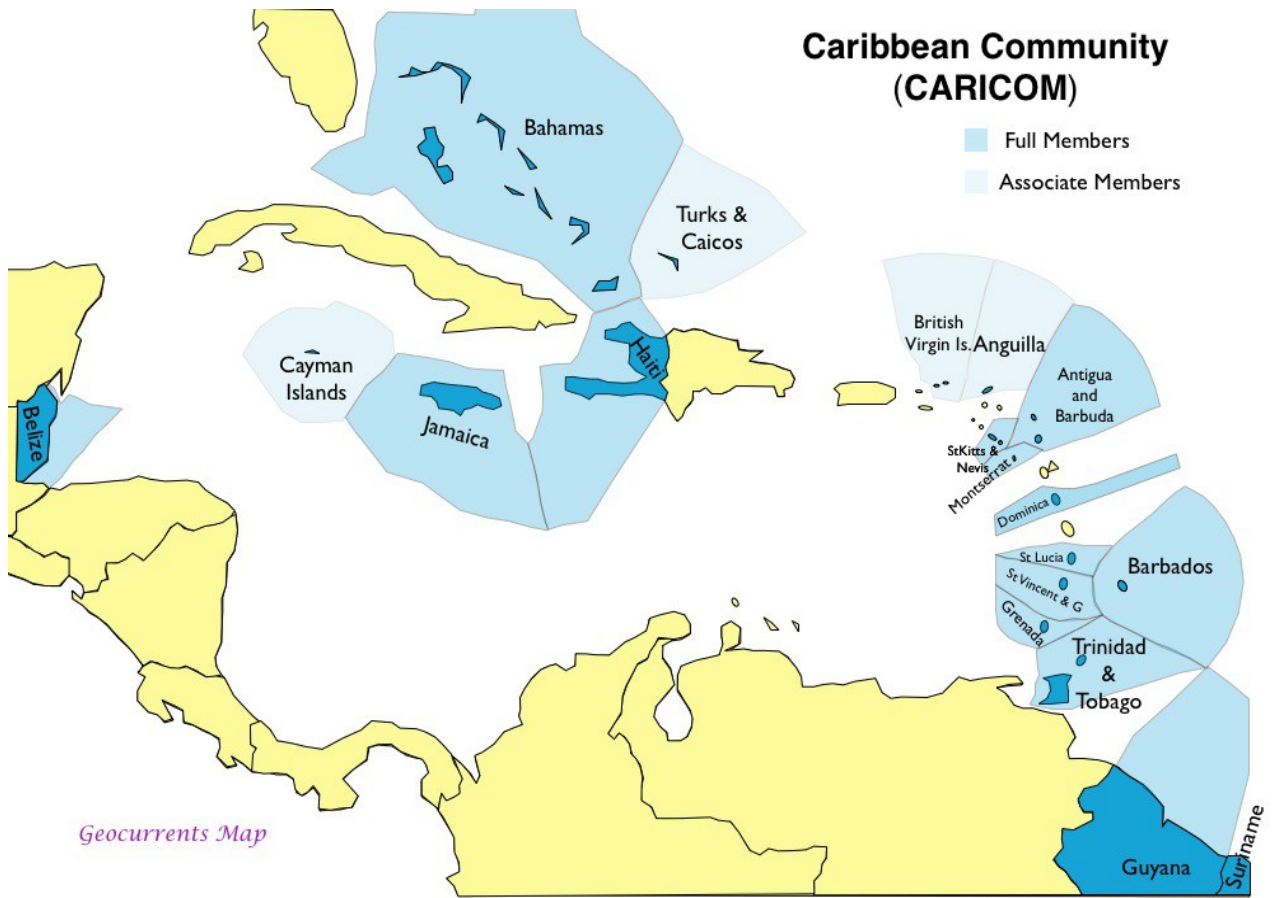 Caribbean Community
(CARICOM)
Full Members
Associate Members
Bahamas
Turks &
Caicos
Cayman
Islands
Jamaica
Haiti
Belize
British
Virgin Is.
Anguilla
Antigua
and
Barbuda
StKitts &
Nevis
Montserrat
Dominica
St Lucia
St Vincent & G
Barbados
Grenada
Trinidad
&
Tobago
Guyana
Suriname
Geocurrents Map